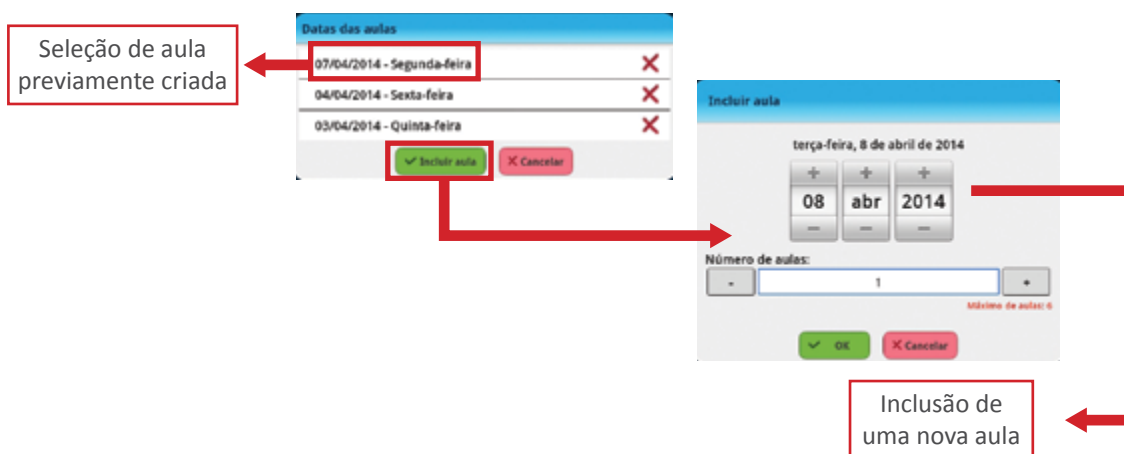 Seleção de aula
previamente criada
Datas das aulas
07/04/2014 - Segunda-feira
04/04/2014 - Sexta-feira
03/04/2014 - Quinta-feira
Incluir aula
Cancelar
Incluir aula
terça-feira, 8 de abril de 2014
+ + +
08 abr 2014
- - -
Número de aulas:
- 1 +
Máximo de aulas: 6
OK
Cancelar
Inclusão de
uma nova aula